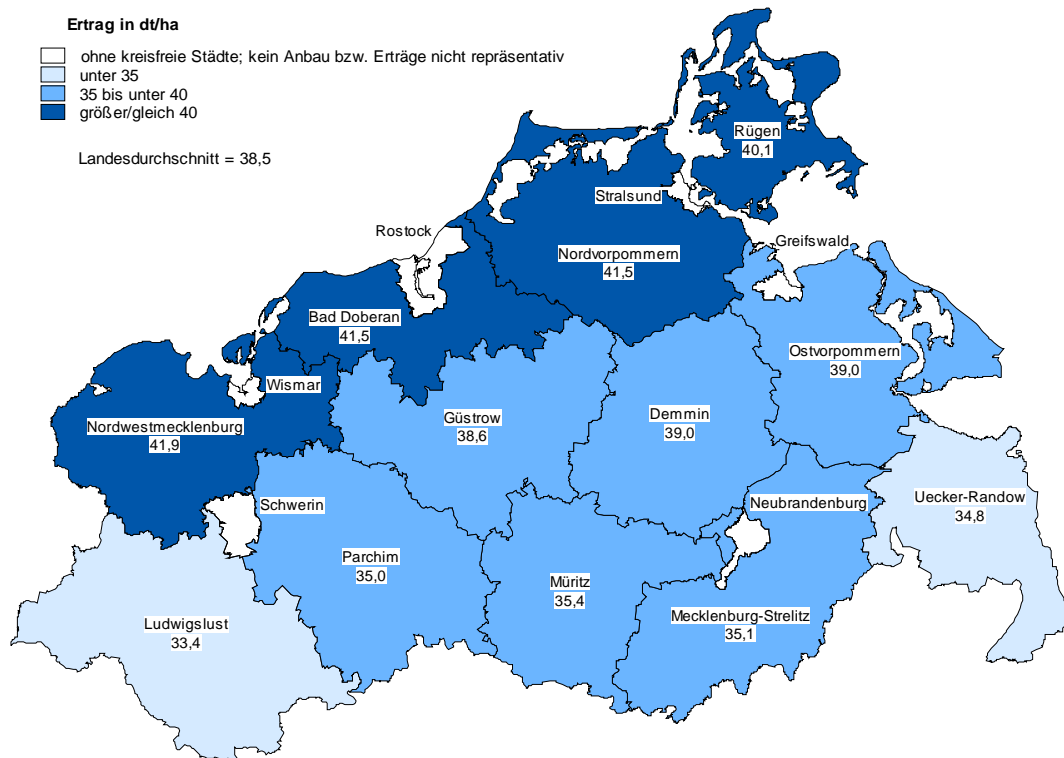 Ertrag in dt/ha
ohne kreisfreie Städte; kein Anbau bzw. Erträge nicht repräsentativ
unter 35
35 bis unter 40
größer/gleich 40
Landesdurchschnitt = 38,5
Rügen
40,1
Stralsund
Rostock
Greifswald
Nordvorpommern
41,5
Bad Doberan
41,5
Ostvorpommern
39,0
Wismar
Güstrow
38,6
Demmin
39,0
Nordwestmecklenburg
41,9
Schwerin
Neubrandenburg
Uecker-Randow
34,8
Parchim
35,0
Müritz
35,4
Mecklenburg-Strelitz
35,1
Ludwigslust
33,4